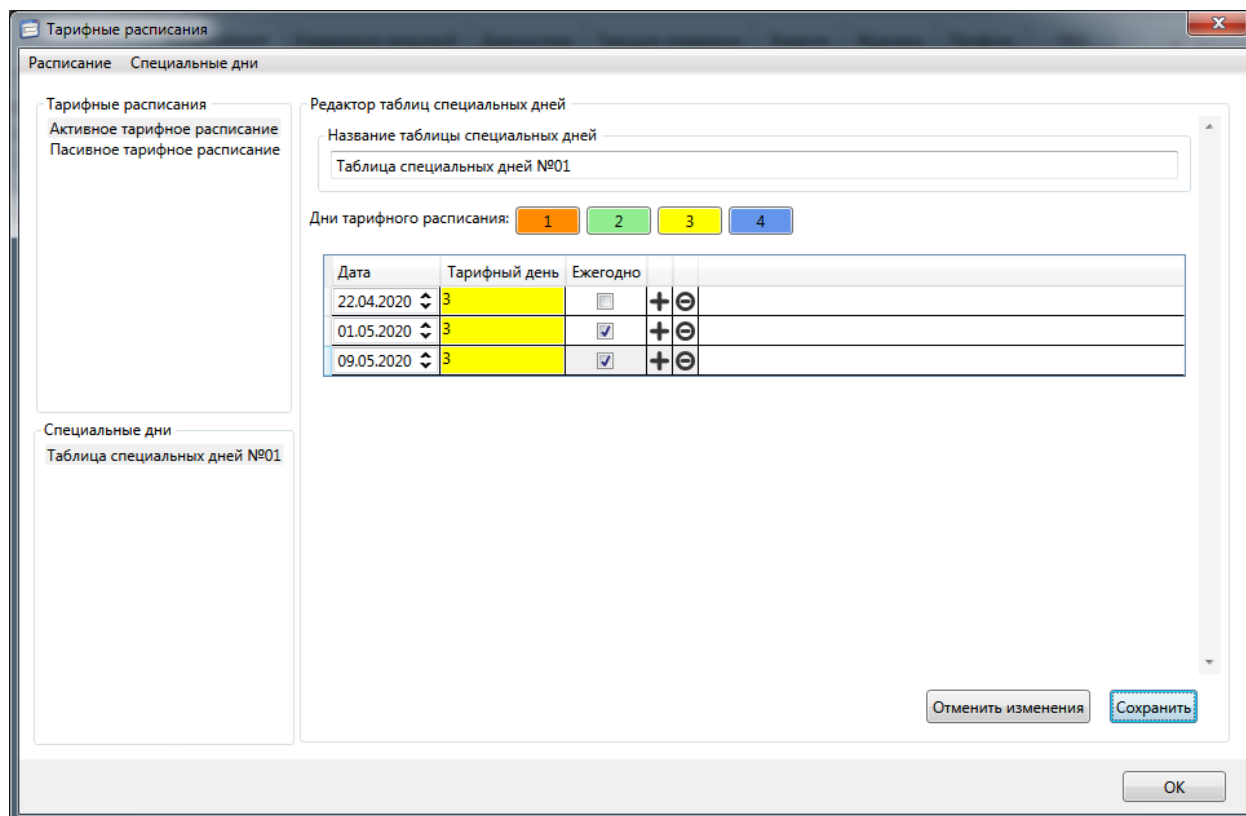 Тарифные расписания
Расписание Специальные дни
Тарифные расписания
Активное тарифное расписание
Пасивное тарифное расписание
Специальные дни
Таблица специальных дней №01
Редактор таблиц специальных дней
Название таблицы специальных дней
Таблица специальных дней №01
Дни тарифного расписания: 1 2 3 4
Дата Тарифный день Ежегодно
22.04.2020 3
01.05.2020 3
09.05.2020 3
Отменить изменения Сохранить
OK